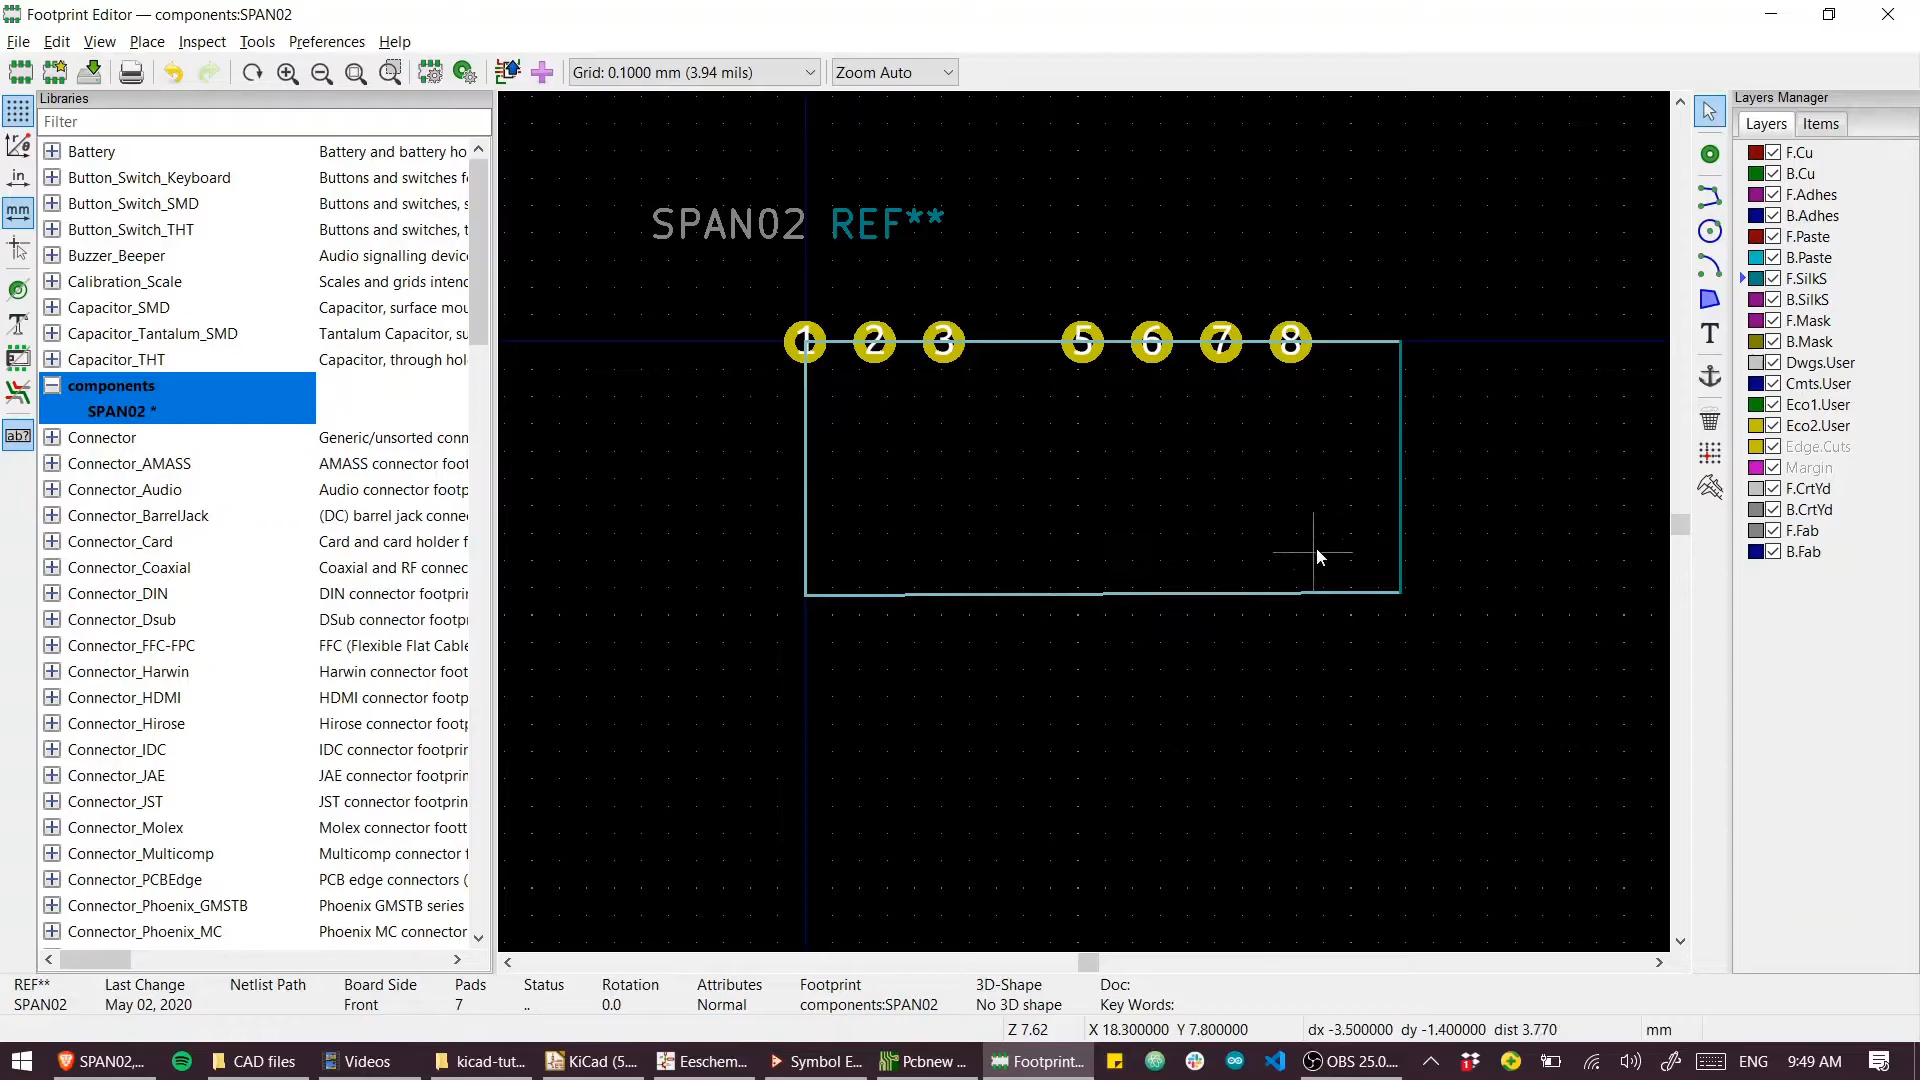 Footprint Editor — components:SPAN02
File Edit View Place Inspect Tools Preferences Help
Grid: 0.1000 mm (3.94 mils)
Zoom Auto
Libraries
Filter
Battery Battery and battery ho
Button_Switch_Keyboard Buttons and switches f
Button_Switch_SMD Buttons and switches, s
Button_Switch_THT Buttons and switches, t
Buzzer_Beeper Audio signalling device
Calibration_Scale Scales and grids intenc
Capacitor_SMD Capacitor, surface mou
Capacitor_Tantalum_SMD Tantalum Capacitor, su
Capacitor_THT Capacitor, through hol
components
SPAN02 *
Connector Generic/unsorted conn
Connector_AMASS AMASS connector foot
Connector_Audio Audio connector footp
Connector_BarrelJack (DC) barrel jack connec
Connector_Card Card and card holder f
Connector_Coaxial Coaxial and RF connec
Connector_DIN DIN connector footprin
Connector_Dsub DSub connector footpri
Connector_FFC-FPC FFC (Flexible Flat Cable
Connector_Harwin Harwin connector foot
Connector_HDMI HDMI connector footpr
Connector_Hirose Hirose connector footp
Connector_IDC IDC connector footprir
Connector_JAE JAE connector footprin
Connector_JST JST connector footprin
Connector_Molex Molex connector foott
Connector_Multicomp Multicomp connector f
Connector_PCBEdge PCB edge connectors (
Connector_Phoenix_GMSTB Phoenix GMSTB series
Connector_Phoenix_MC Phoenix MC connector
in
mm
ab?
SPAN02 REF**
1 2 3 5 6 7 8
T
Layers Manager
Layers Items
F.Cu
B.Cu
F.Adhes
B.Adhes
F.Paste
B.Paste
F.SilkS
B.SilkS
F.Mask
B.Mask
Dwgs.User
Cmts.User
Eco1.User
Eco2.User
Edge.Cuts
Margin
F.CrtYd
B.CrtYd
F.Fab
B.Fab
REF** Last Change Netlist Path Board Side Pads Status Rotation Attributes Footprint 3D-Shape Doc:
SPAN02 May 02, 2020 Front 7 .. 0.0 Normal components:SPAN02 No 3D shape Key Words:
Z 7.62 X 18.300000 Y 7.800000 dx -3.500000 dy -1.400000 dist 3.770 mm
SPAN02,... CAD files Videos kicad-tut... KiCad (5.... Eeschem... Symbol E... Pcbnew ... Footprint... OBS 25.0.... ENG 9:49 AM